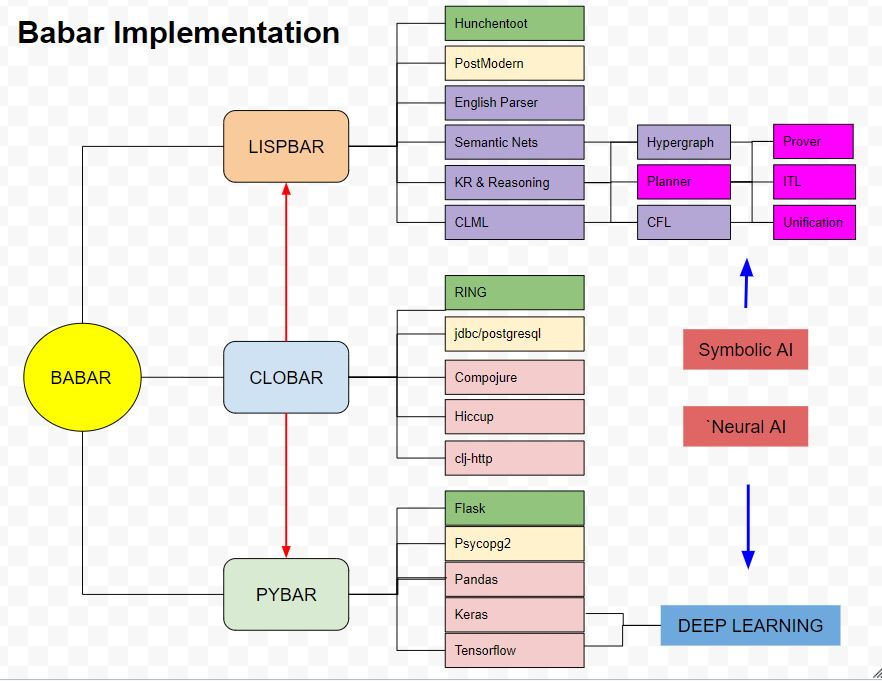 Babar Implementation
Hunchentoot
PostModern
English Parser
LISPBAR
Semantic Nets
Hypergraph
Prover
KR & Reasoning
Planner
ITL
CLML
CFL
Unification
RING
jdbc/postgresql
Symbolic AI
BABAR
CLOBAR
Compojure
Hiccup
`Neural AI
clj-http
Flask
Psycopg2
Pandas
PYBAR
Keras
DEEP LEARNING
Tensorflow